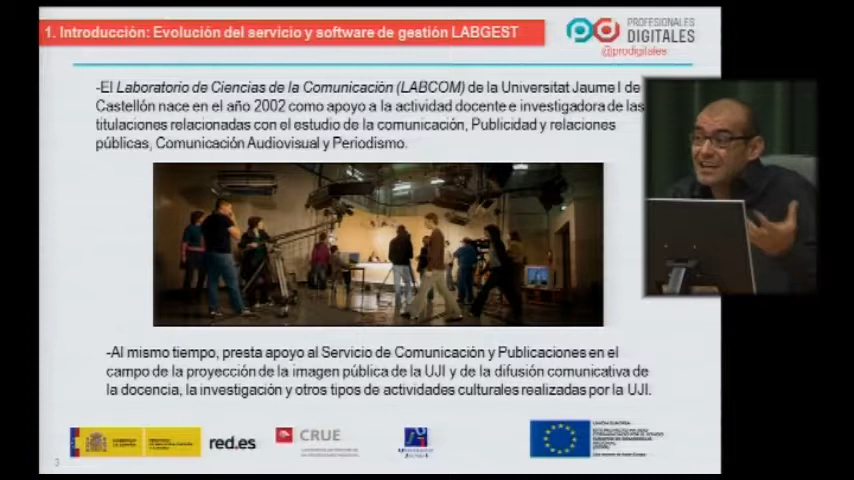 1. Introducción: Evolución del servicio y software de gestión LABGEST
PROFESIONALES
DIGITALES
@prodigitales
-El Laboratorio de Ciencias de la Comunicación (LABCOM) de la Universitat Jaume I de
Castellón nace en el año 2002 como apoyo a la actividad docente e investigadora de las
titulaciones relacionadas con el estudio de la comunicación, Publicidad y relaciones
públicas, Comunicación Audiovisual y Periodismo.
-Al mismo tiempo, presta apoyo al Servicio de Comunicación y Publicaciones en el
campo de la proyección de la imagen pública de la UJI y de la difusión comunicativa de
la docencia, la investigación y otros tipos de actividades culturales realizadas por la UJI.
red.es
CRUE
UNIÓN EUROPEA
3